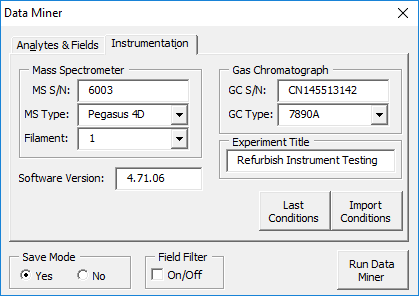 Data Miner
Analytes & Fields
Instrumentation
Mass Spectrometer
MS S/N: 6003
MS Type: Pegasus 4D
Filament: 1
Software Version: 4.71.06
Gas Chromatograph
GC S/N: CN145513142
GC Type: 7890A
Experiment Title
Refurbish Instrument Testing
Last
Conditions
Import
Conditions
Save Mode
Yes
No
Field Filter
On/Off
Run Data
Miner